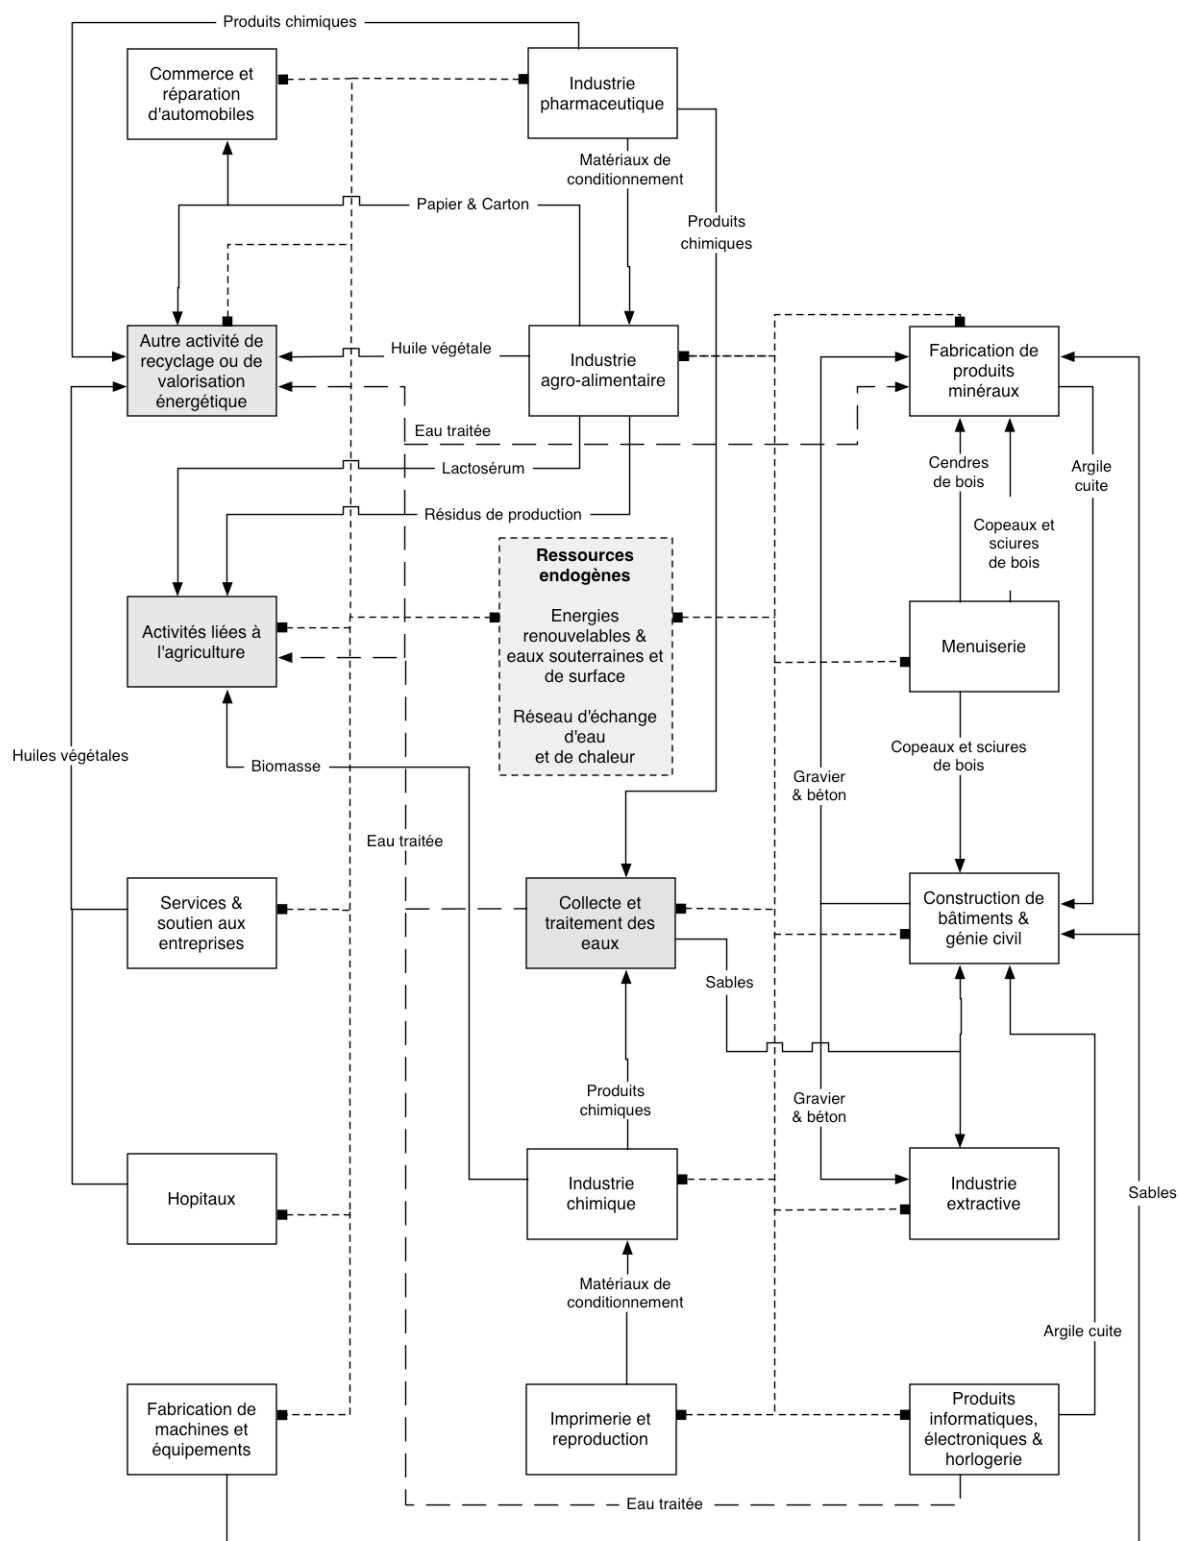 Produits chimiques
Commerce et
réparation
d'automobiles
Industrie
pharmaceutique
Matériaux de
conditionnement
Papier & Carton
Produits
chimiques
Autre activité de
recyclage ou de
valorisation
énergétique
Huile végétale
Industrie
agro-alimentaire
Fabrication de
produits
minéraux
Eau traitée
Lactosérum
Cendres
de bois
Argile
cuite
Résidus de production
Copeaux et
sciures
de bois
Ressources
endogènes
Energies
renouvelables &
eaux souterraines et
de surface
Réseau d'échange
d'eau
et de chaleur
Activités liées à
l'agriculture
Menuiserie
Huiles végétales
Biomasse
Copeaux et sciures
de bois
Gravier
& béton
Eau traitée
Services &
soutien aux
entreprises
Collecte et
traitement des
eaux
Construction de
bâtiments &
génie civil
Sables
Produits
chimiques
Gravier
& béton
Hopitaux
Industrie
chimique
Industrie
extractive
Sables
Matériaux de
conditionnement
Argile cuite
Fabrication de
machines et
équipements
Imprimerie et
reproduction
Produits
informatiques,
électroniques &
horlogerie
Eau traitée